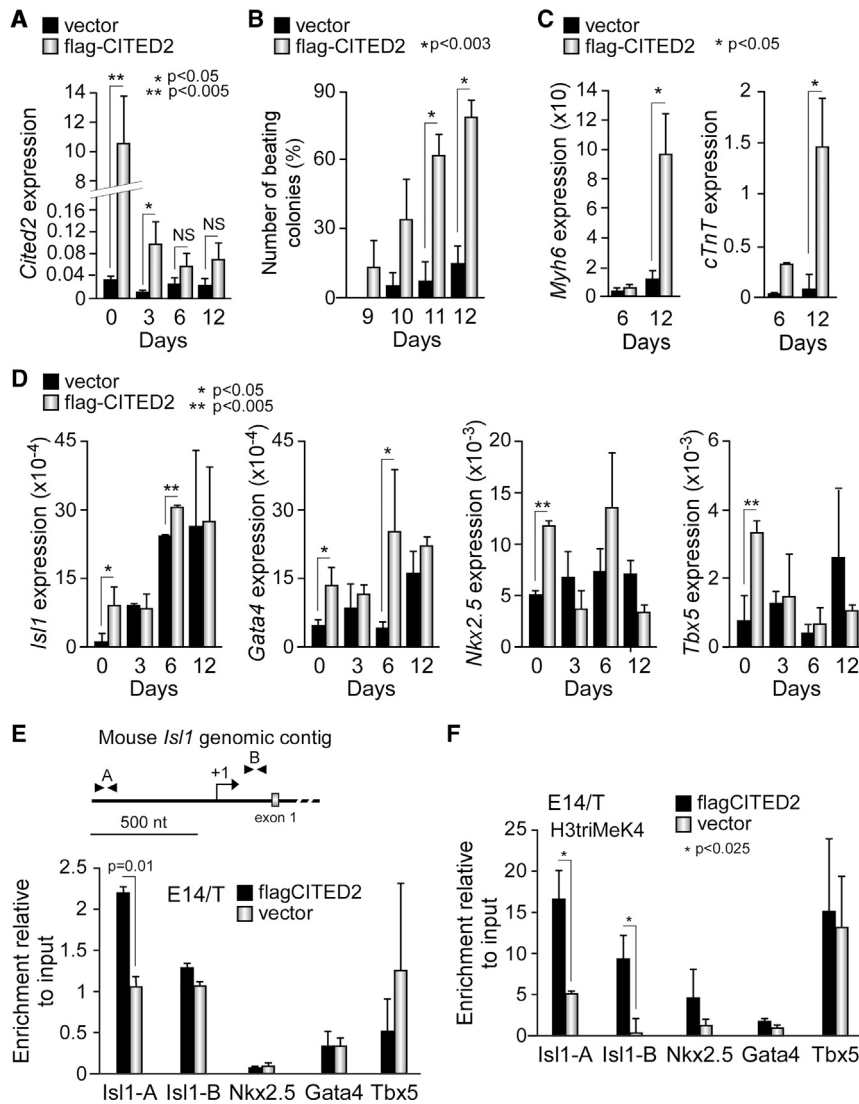 A
vector
flag-CITED2
* p<0.05
** p<0.005
**
*
NS
NS
Cited2 expression
14
12
10
8
0.16
0.12
0.08
0.04
0
0 3 6 12
Days
B
vector
flag-CITED2
*p<0.003
*
*
Number of beating
colonies (%)
90
60
30
0
9 10 11 12
Days
C
vector
flag-CITED2
* p<0.05
*
Myh6 expression (x10)
14
12
10
8
6
4
2
0
6 12
Days
*
cTnT expression
2
1.5
1
0.5
0
6 12
Days
D
vector
flag-CITED2
* p<0.05
** p<0.005
Isl1 expression (x10-4)
45
30
15
0
*
**
0 3 6 12
Days
Gata4 expression (x10-4)
45
30
15
0
*
*
0 3 6 12
Days
Nkx2.5 expression (x10-3)
20
15
10
5
0
**
0 3 6 12
Days
Tbx5 expression (x10-3)
6
4
2
0
**
0 3 6 12
Days
E
Mouse Isl1 genomic contig
A
+1
B
exon 1
500 nt
p=0.01
E14/T
flagCITED2
vector
Enrichment relative
to input
2.5
2
1.5
1
0.5
0
Isl1-A Isl1-B Nkx2.5 Gata4 Tbx5
F
E14/T
H3triMeK4
flagCITED2
vector
* p<0.025
*
*
Enrichment relative
to input
25
20
15
10
5
0
Isl1-A Isl1-B Nkx2.5 Gata4 Tbx5